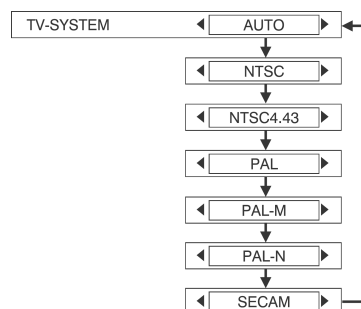 TV-SYSTEM AUTO
NTSC
NTSC4.43
PAL
PAL-M
PAL-N
SECAM